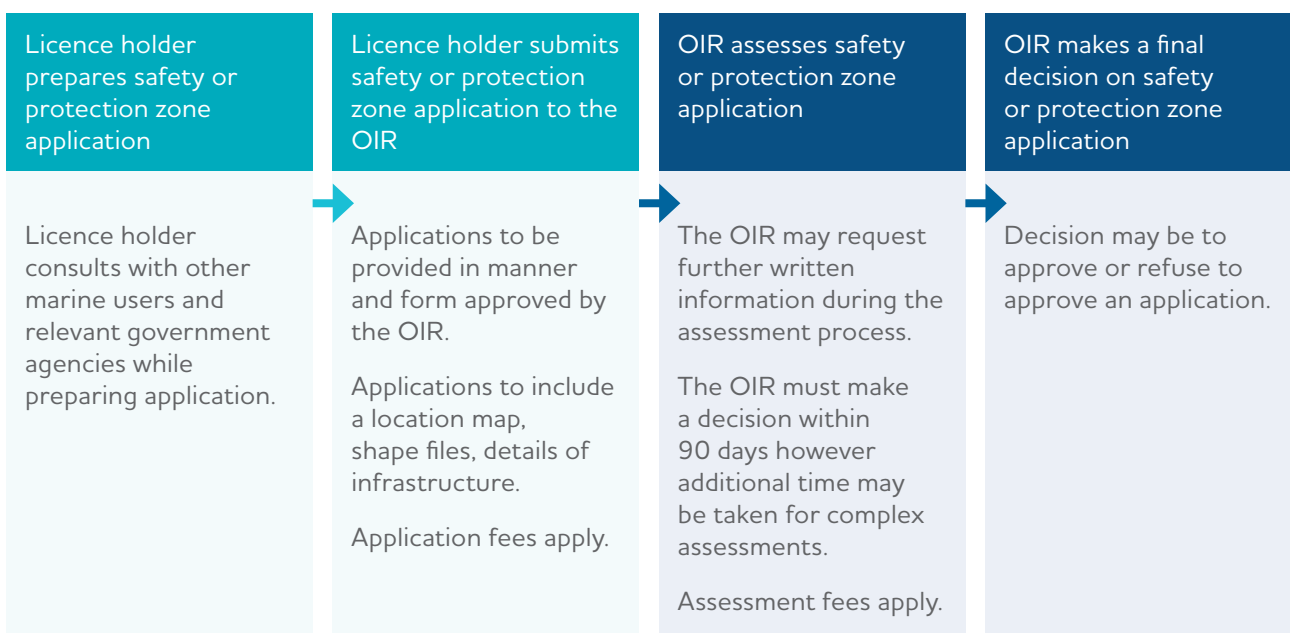 Licence holder
prepares safety or
protection zone
application
Licence holder
consults with other
marine users and
relevant government
agencies while
preparing application.
Licence holder submits
safety or protection
zone application to the
OIR
Applications to be
provided in manner
and form approved by
the OIR.
Applications to include
a location map,
shape files, details of
infrastructure.
Application fees apply.
OIR assesses safety
or protection zone
application
The OIR may request
further written
information during the
assessment process.
The OIR must make
a decision within
90 days however
additional time may
be taken for complex
assessments.
Assessment fees apply.
OIR makes a final
decision on safety
or protection zone
application
Decision may be to
approve or refuse to
approve an application.